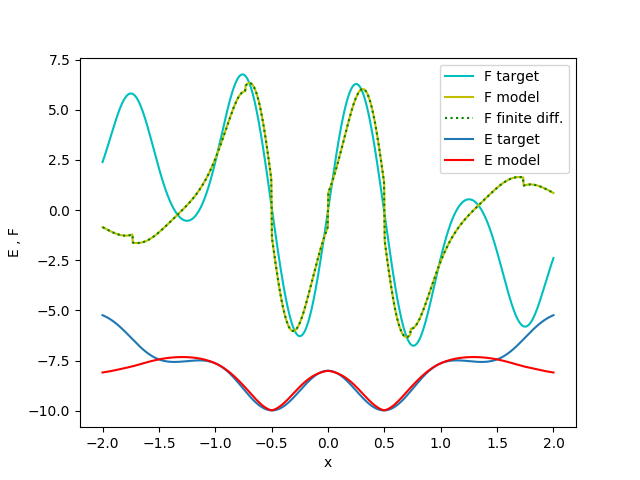 7.5
5.0
2.5
0.0
−2.5
−5.0
−7.5
−10.0
E , F
F target
F model
F finite diff.
E target
E model
−2.0 −1.5 −1.0 −0.5 0.0 0.5 1.0 1.5 2.0
x